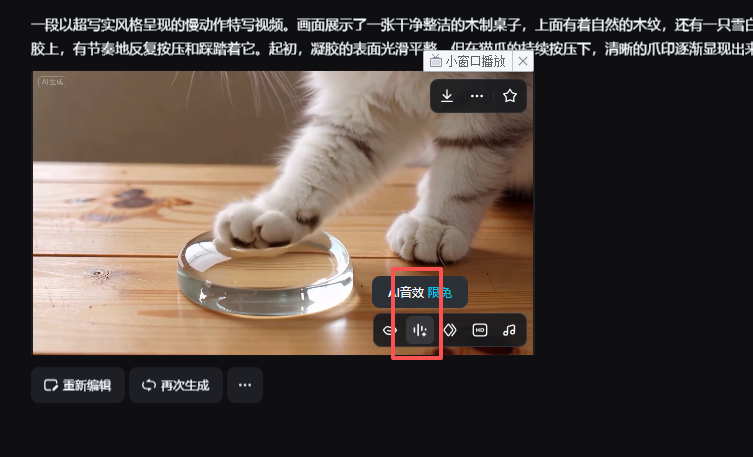 一段以超写实风格呈现的慢动作特写视频。画面展示了一张干净整洁的木制桌子，上面有着自然的木纹，还有一只雪白
胶上，有节奏地反复按压和踩踏着它。起初，凝胶的表面光滑平整，但在猫爪的持续按压下，清晰的爪印逐渐显现出来
小窗口播放
AI生成
AI音效 限免
HD
重新编辑
再次生成